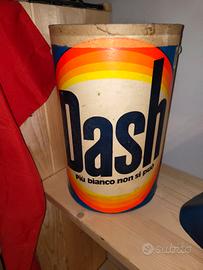 Dash
più bianco non si può
subito